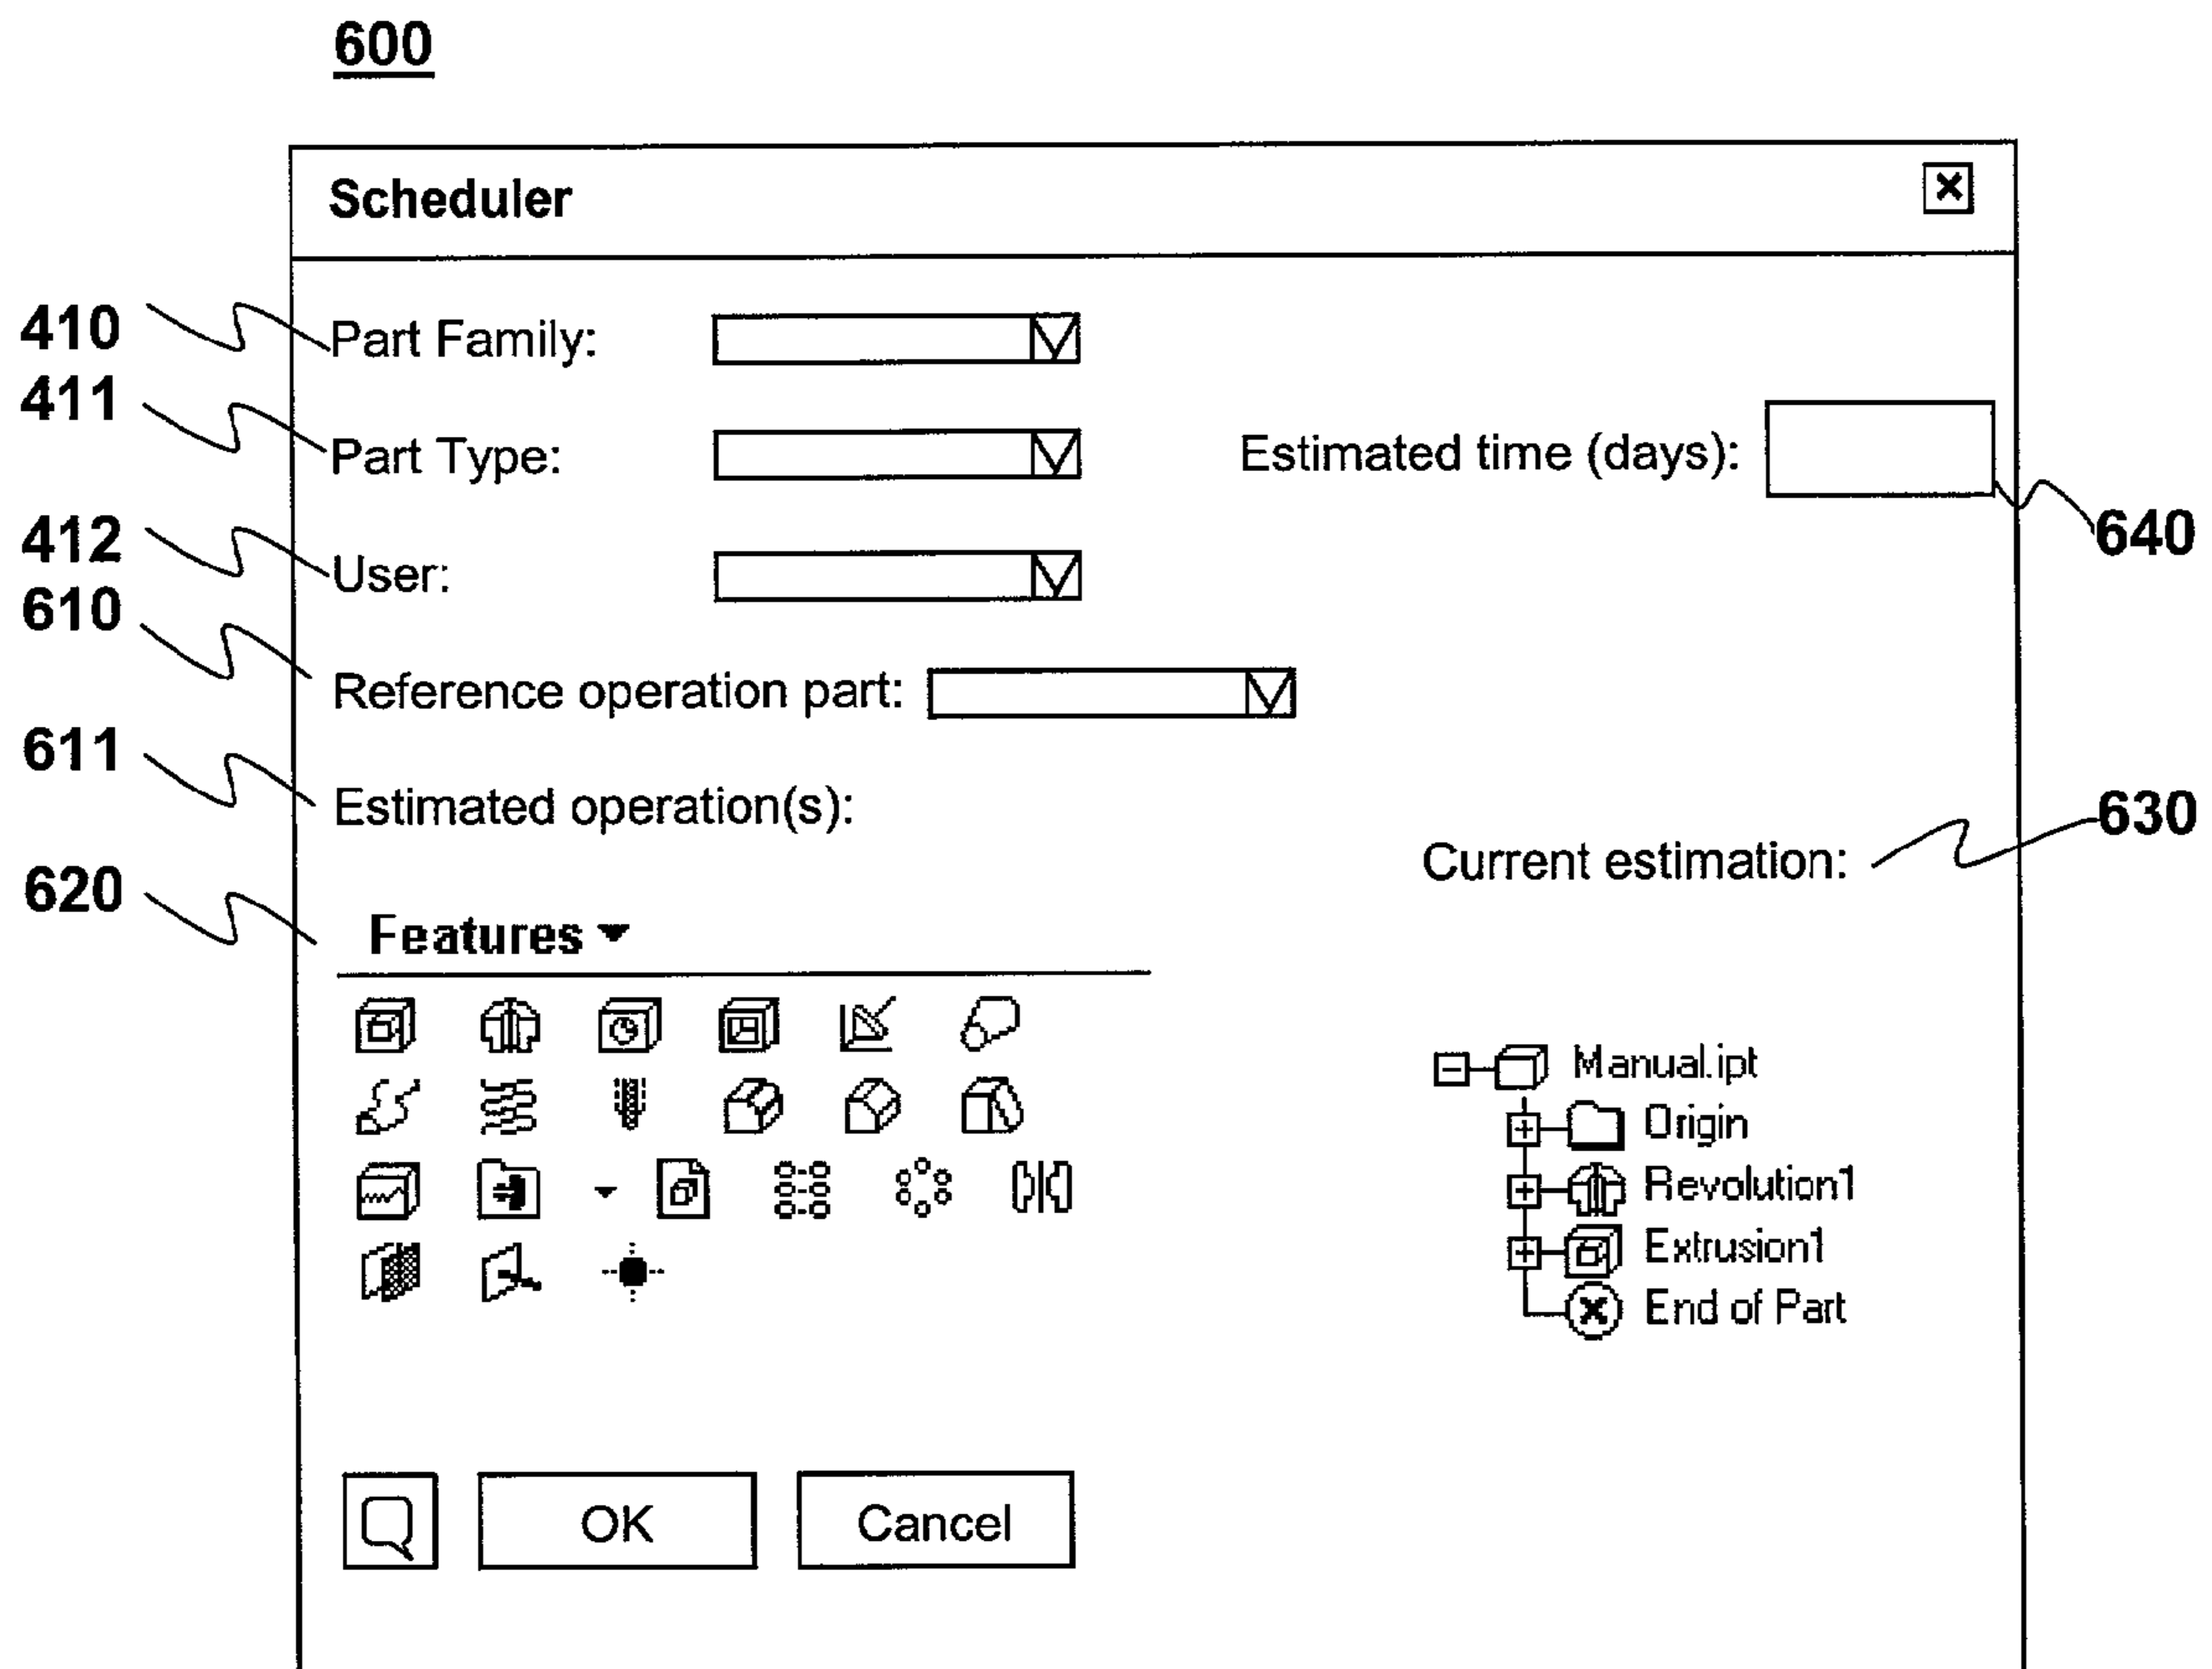 600
Scheduler
410
Part Family:
411
Part Type:
Estimated time (days):
640
412
User:
610
Reference operation part:
611
Estimated operation(s):
630
Current estimation:
620
Features
Manual.ipt
Origin
Revolution1
Extrusion1
End of Part
OK
Cancel